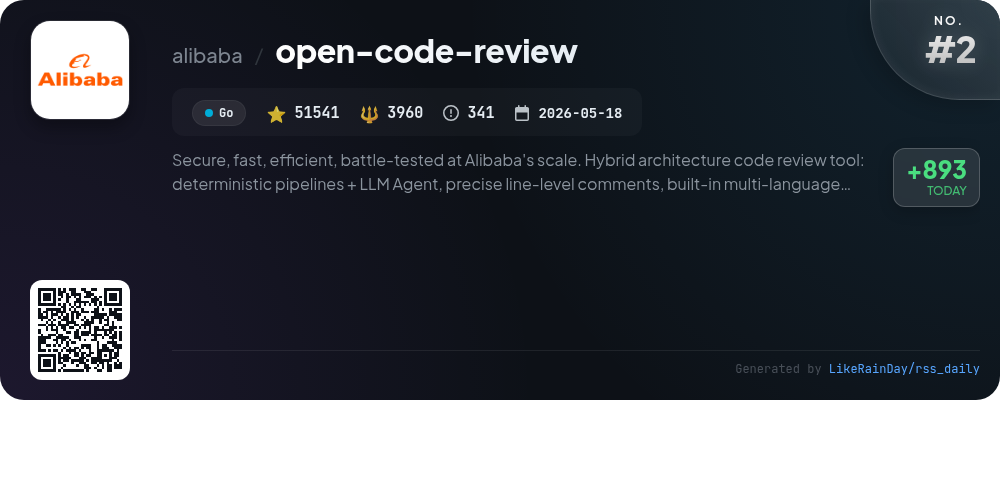 NO.
#2
Alibaba
alibaba / open-code-review
Go 51541 3960 341 2026-05-18
Secure, fast, efficient, battle-tested at Alibaba's scale. Hybrid architecture code review tool:
deterministic pipelines + LLM Agent, precise line-level comments, built-in multi-language…
+893
TODAY
Generated by LikeRainDay/rss_daily